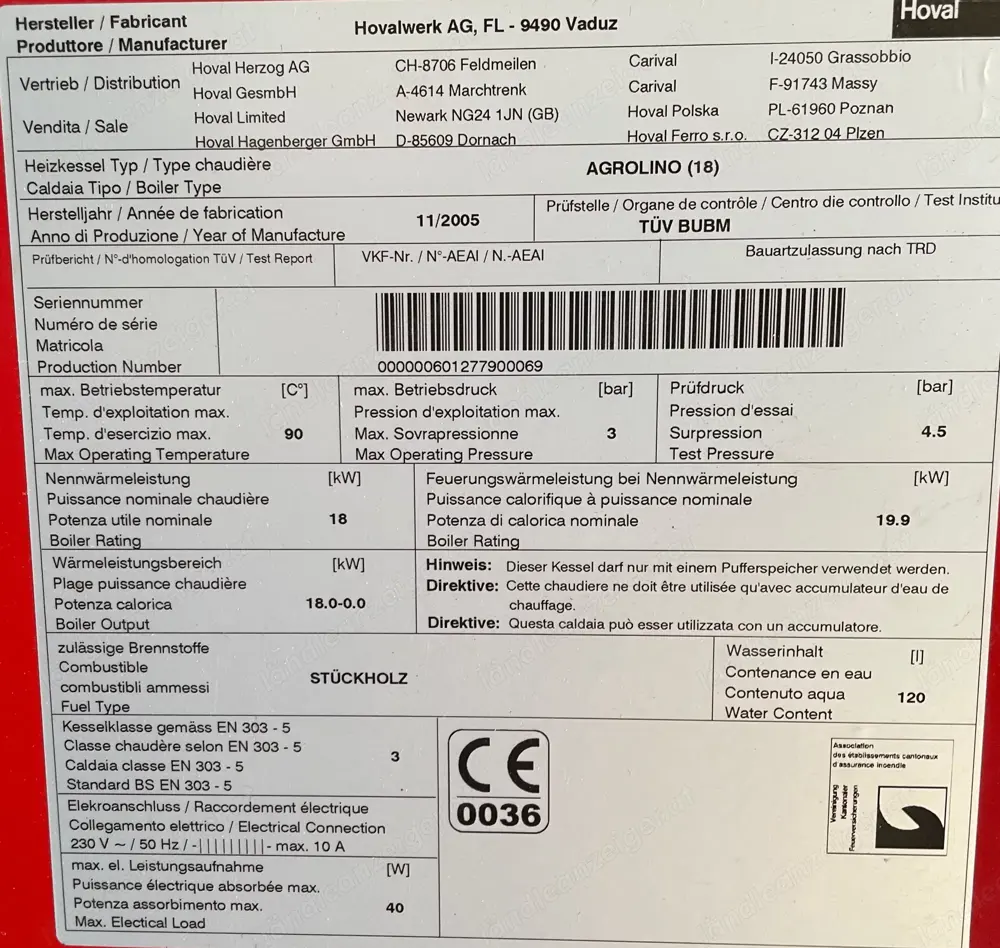 Hersteller / Fabricant
Produttore / Manufacturer
Hovalwerk AG, FL - 9490 Vaduz
Hoval
Vertrieb / Distribution
Vendita / Sale
Hoval Herzog AG CH-8706 Feldmeilen Carival I-24050 Grassobbio
Hoval GesmbH A-4614 Marchtrenk Carival F-91743 Massy
Hoval Limited Newark NG24 1JN (GB) Hoval Polska PL-61960 Poznan
Hoval Hagenberger GmbH D-85609 Dornach Hoval Ferro s.r.o. CZ-312 04 Plzen
Heizkessel Typ / Type chaudière
Caldaia Tipo / Boiler Type
AGROLINO (18)
Herstelljahr / Année de fabrication
Anno di Produzione / Year of Manufacture
11/2005
Prüfstelle / Organe de contrôle / Centro die controllo / Test Institu
TÜV BUBM
Prüfbericht / N°-d'homologation TüV / Test Report
VKF-Nr. / N°-AEAI / N.-AEAI
Bauartzulassung nach TRD
Seriennummer
Numéro de série
Matricola
Production Number
000000601277900069
max. Betriebstemperatur [C°]
Temp. d'exploitation max.
Temp. d'esercizio max. 90
Max Operating Temperature
max. Betriebsdruck [bar]
Pression d'exploitation max.
Max. Sovrapressionne 3
Max Operating Pressure
Prüfdruck [bar]
Pression d'essai
Surpression 4.5
Test Pressure
Nennwärmeleistung [kW]
Puissance nominale chaudière
Potenza utile nominale 18
Boiler Rating
Feuerungswärmeleistung bei Nennwärmeleistung [kW]
Puissance calorifique à puissance nominale
Potenza di calorica nominale 19.9
Boiler Rating
Wärmeleistungsbereich [kW]
Plage puissance chaudière
Potenza calorica 18.0-0.0
Boiler Output
Hinweis: Dieser Kessel darf nur mit einem Pufferspeicher verwendet werden.
Direktive: Cette chaudiere ne doit être utilisée qu'avec accumulateur d'eau de
chauffage.
Direktive: Questa caldaia può esser utilizzata con un accumulatore.
zulässige Brennstoffe
Combustible
combustibli ammessi
Fuel Type
STÜCKHOLZ
Wasserinhalt [l]
Contenance en eau
Contenuto aqua 120
Water Content
Kesselklasse gemäss EN 303 - 5
Classe chaudère selon EN 303 - 5
Caldaia classe EN 303 - 5 3
Standard BS EN 303 - 5
Elekroanschluss / Raccordement électrique
Collegamento elettrico / Electrical Connection
230 V ~ / 50 Hz / -|||||||||- max. 10 A
max. el. Leistungsaufnahme [W]
Puissance électrique absorbée max.
Potenza assorbimento max. 40
Max. Electical Load
CE
0036
Association
des établissements cantonaux
d'assurance incendie
Vereinigung
Kantonaler
Feuerversicherungen